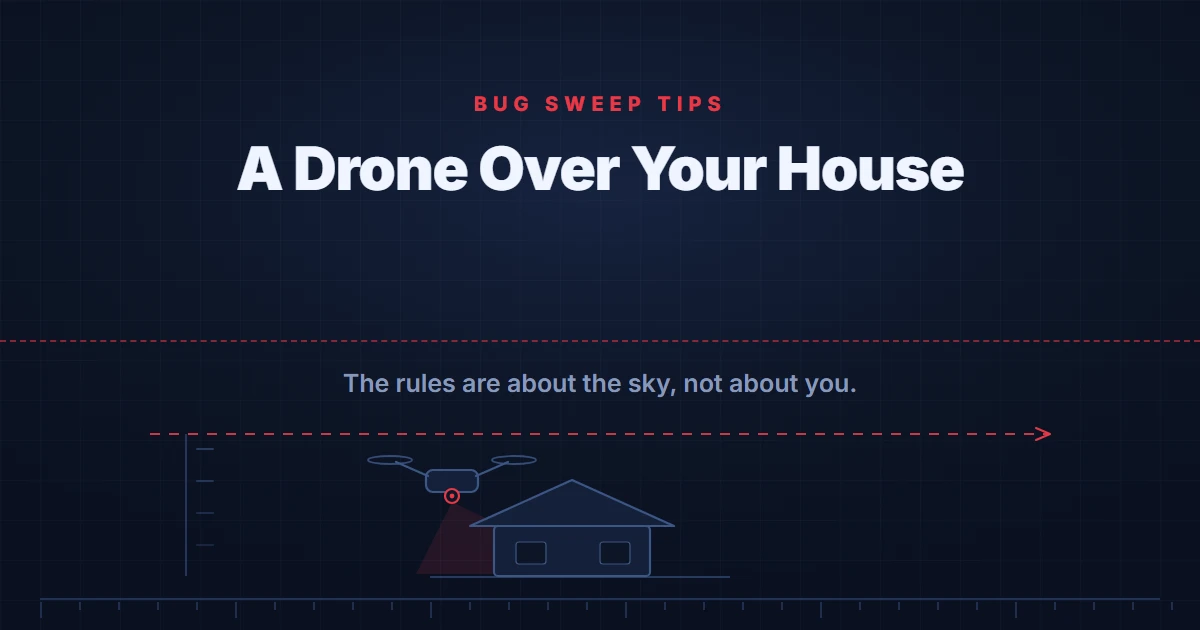 BUG SWEEP TIPS
A Drone Over Your House
The rules are about the sky, not about you.